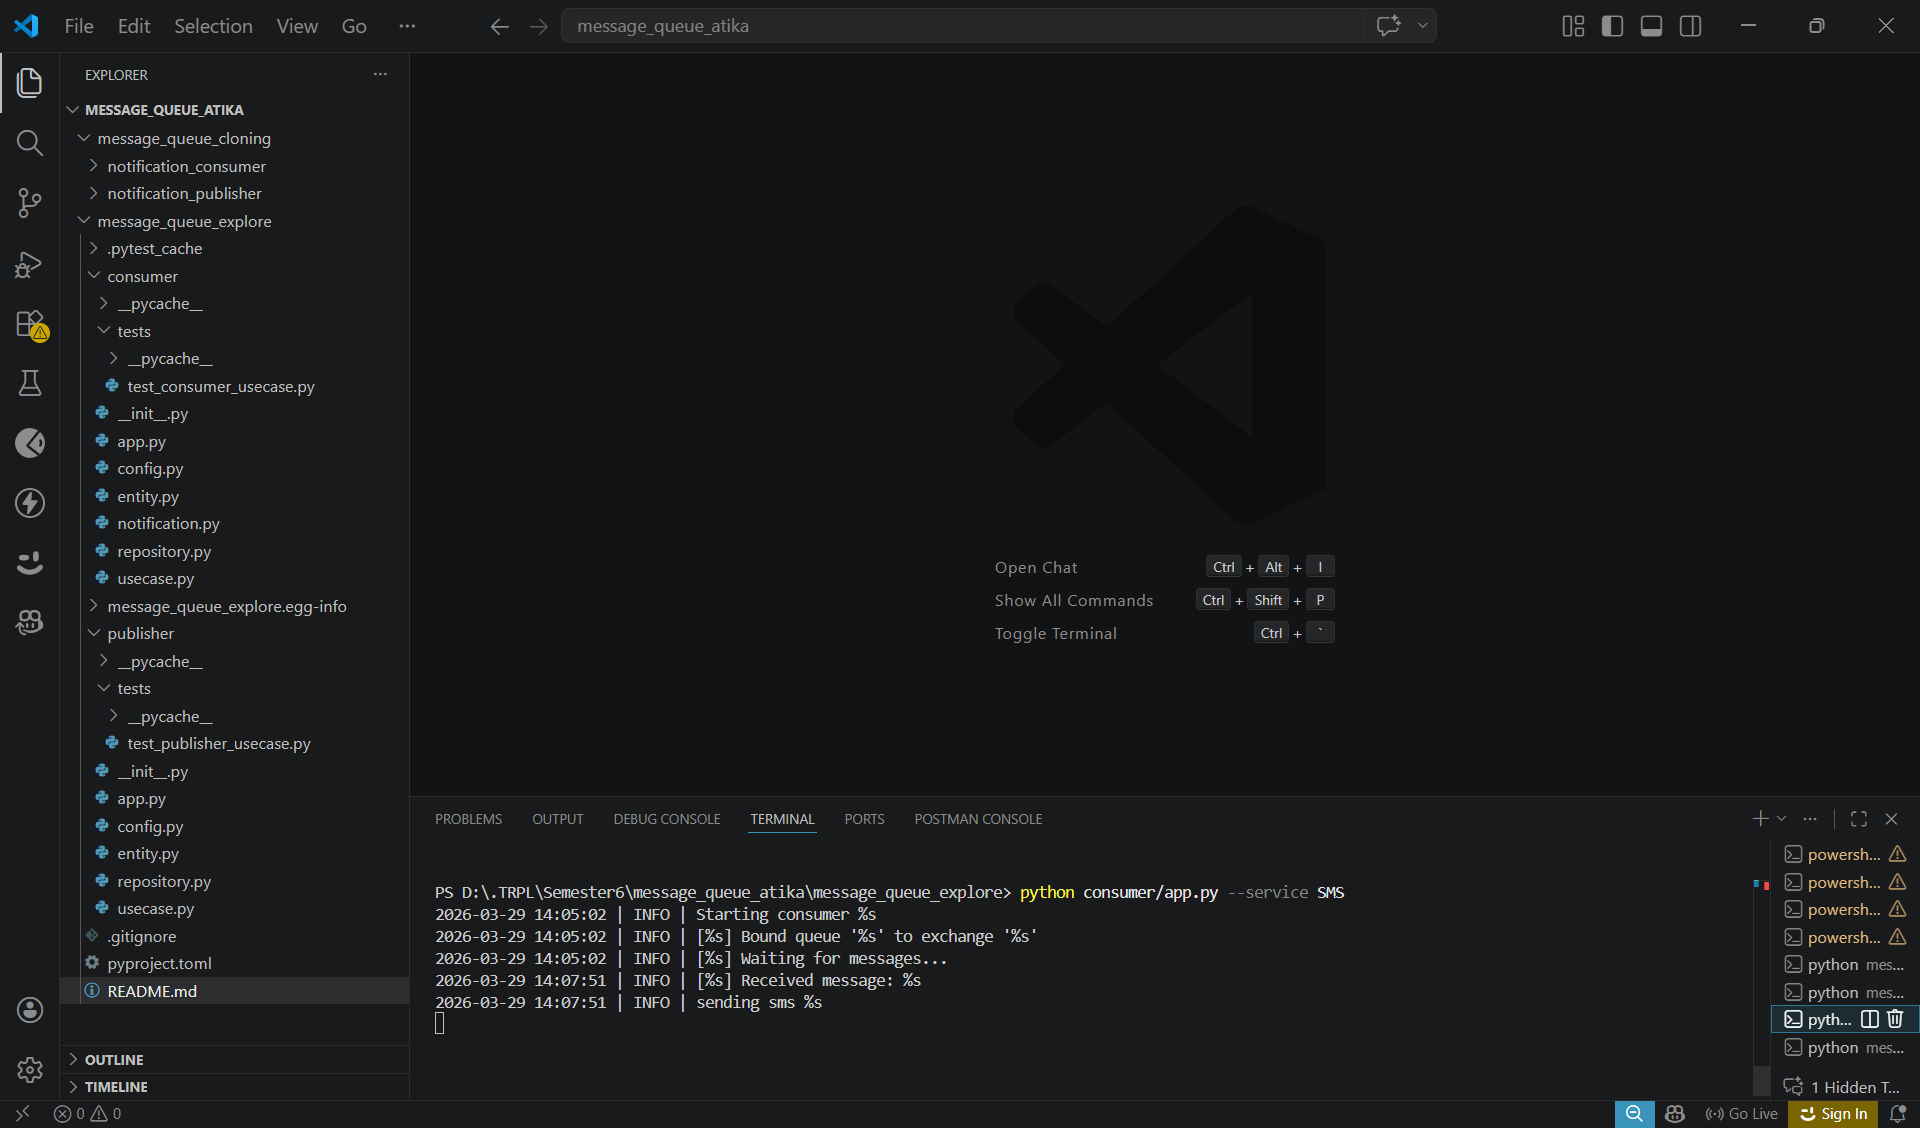 File Edit Selection View Go ···
message_queue_atika
EXPLORER ···
MESSAGE_QUEUE_ATIKA
message_queue_cloning
notification_consumer
notification_publisher
message_queue_explore
.pytest_cache
consumer
__pycache__
tests
__pycache__
test_consumer_usecase.py
__init__.py
app.py
config.py
entity.py
notification.py
repository.py
usecase.py
message_queue_explore.egg-info
publisher
__pycache__
tests
__pycache__
test_publisher_usecase.py
__init__.py
app.py
config.py
entity.py
repository.py
usecase.py
.gitignore
pyproject.toml
README.md
OUTLINE
TIMELINE
Open Chat Ctrl + Alt + I
Show All Commands Ctrl + Shift + P
Toggle Terminal Ctrl + `
PROBLEMS OUTPUT DEBUG CONSOLE TERMINAL PORTS POSTMAN CONSOLE
PS D:\.TRPL\Semester6\message_queue_atika\message_queue_explore> python consumer/app.py --service SMS
2026-03-29 14:05:02 | INFO | Starting consumer %s
2026-03-29 14:05:02 | INFO | [%s] Bound queue '%s' to exchange '%s'
2026-03-29 14:05:02 | INFO | [%s] Waiting for messages...
2026-03-29 14:07:51 | INFO | [%s] Received message: %s
2026-03-29 14:07:51 | INFO | sending sms %s
powersh...
powersh...
powersh...
powersh...
python mes...
python mes...
pyth...
python mes...
1 Hidden T...
0 0
Go Live
Sign In